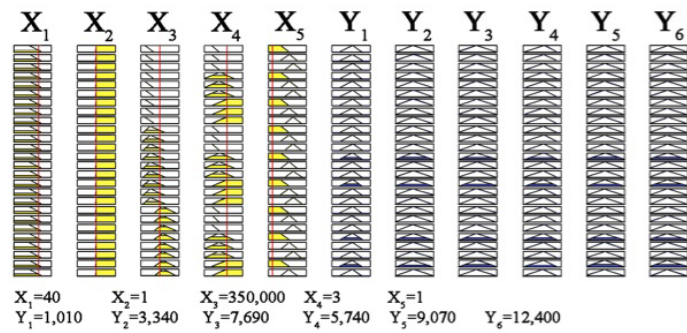 X1 X2 X3 X4 X5 Y1 Y2 Y3 Y4 Y5 Y6
X1=40 X2=1 X3=350,000 X4=3 X5=1
Y1=1,010 Y2=3,340 Y3=7,690 Y4=5,740 Y5=9,070 Y6=12,400